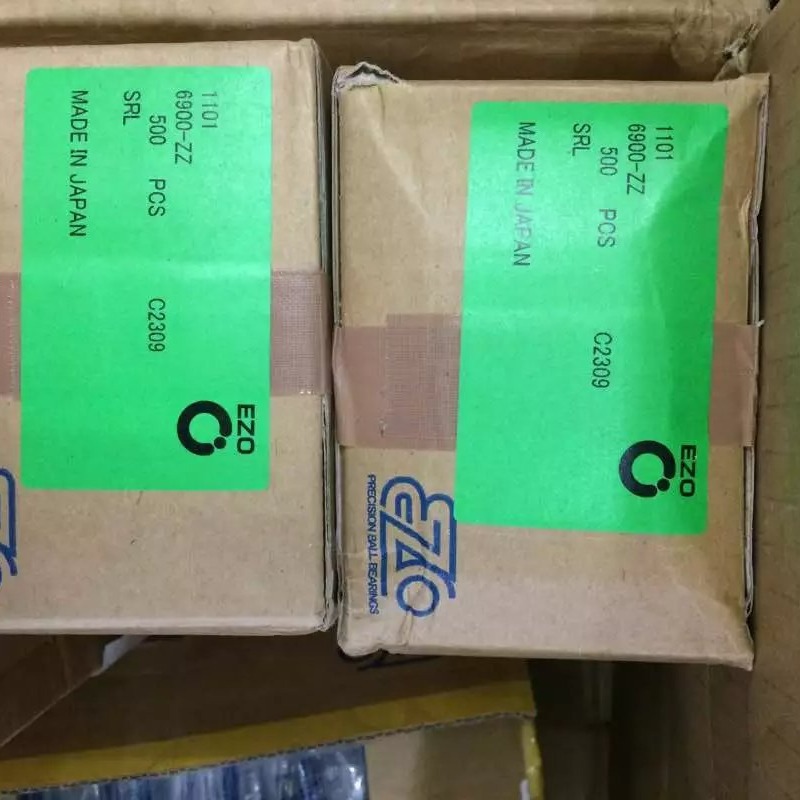 1101
6900-ZZ
500 PCS C2309
SRL
MADE IN JAPAN
EZO
1101
6900-ZZ
500 PCS C2309
SRL
MADE IN JAPAN
EZO
EZO
PRECISION BALL BEARINGS